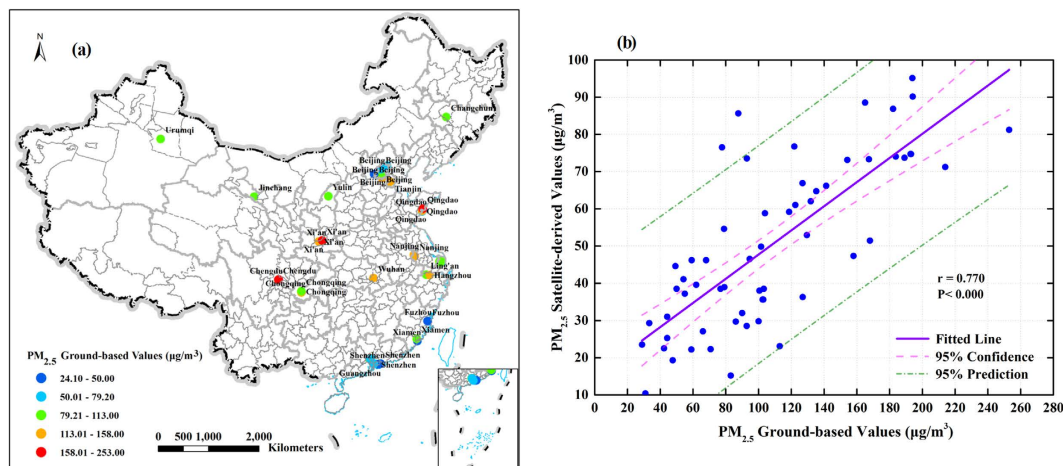 (a)
N
Changchun
Urumqi
Beijing Beijing
Beijing Beijing
Beijing Beijing
Tianjin
Jinchang
Yulin
Qingdao Qingdao
Qingdao Qingdao
Xi'an Xi'an
Xi'an
Xi'an
Nanjing Nanjing
Ling'an
Hangzhou
Chengdu Chengdu
Wuhan
Chongqing Chongqing
Chongqing
Fuzhou Fuzhou
Xiamen Xiamen
Shenzhen Shenzhen
Shenzhen
Guangzhou
PM2.5 Ground-based Values (µg/m3)
24.10 - 50.00
50.01 - 79.20
79.21 - 113.00
113.01 - 158.00
158.01 - 253.00
0 500 1,000 2,000
Kilometers
(b)
PM2.5 Satellite-derived Values (µg/m3)
100
90
80
70
60
50
40
30
20
10
r = 0.770
P< 0.000
Fitted Line
95% Confidence
95% Prediction
0 20 40 60 80 100 120 140 160 180 200 220 240 260 280
PM2.5 Ground-based Values (µg/m3)